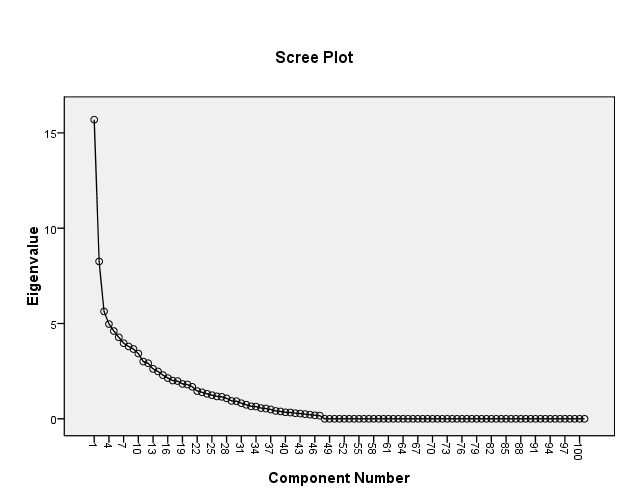 Scree Plot
15
10
5
0
Eigenvalue
1 4 7 10 13 16 19 22 25 28 31 34 37 40 43 46 49 52 55 58 61 64 67 70 73 76 79 82 85 88 91 94 97 100
Component Number